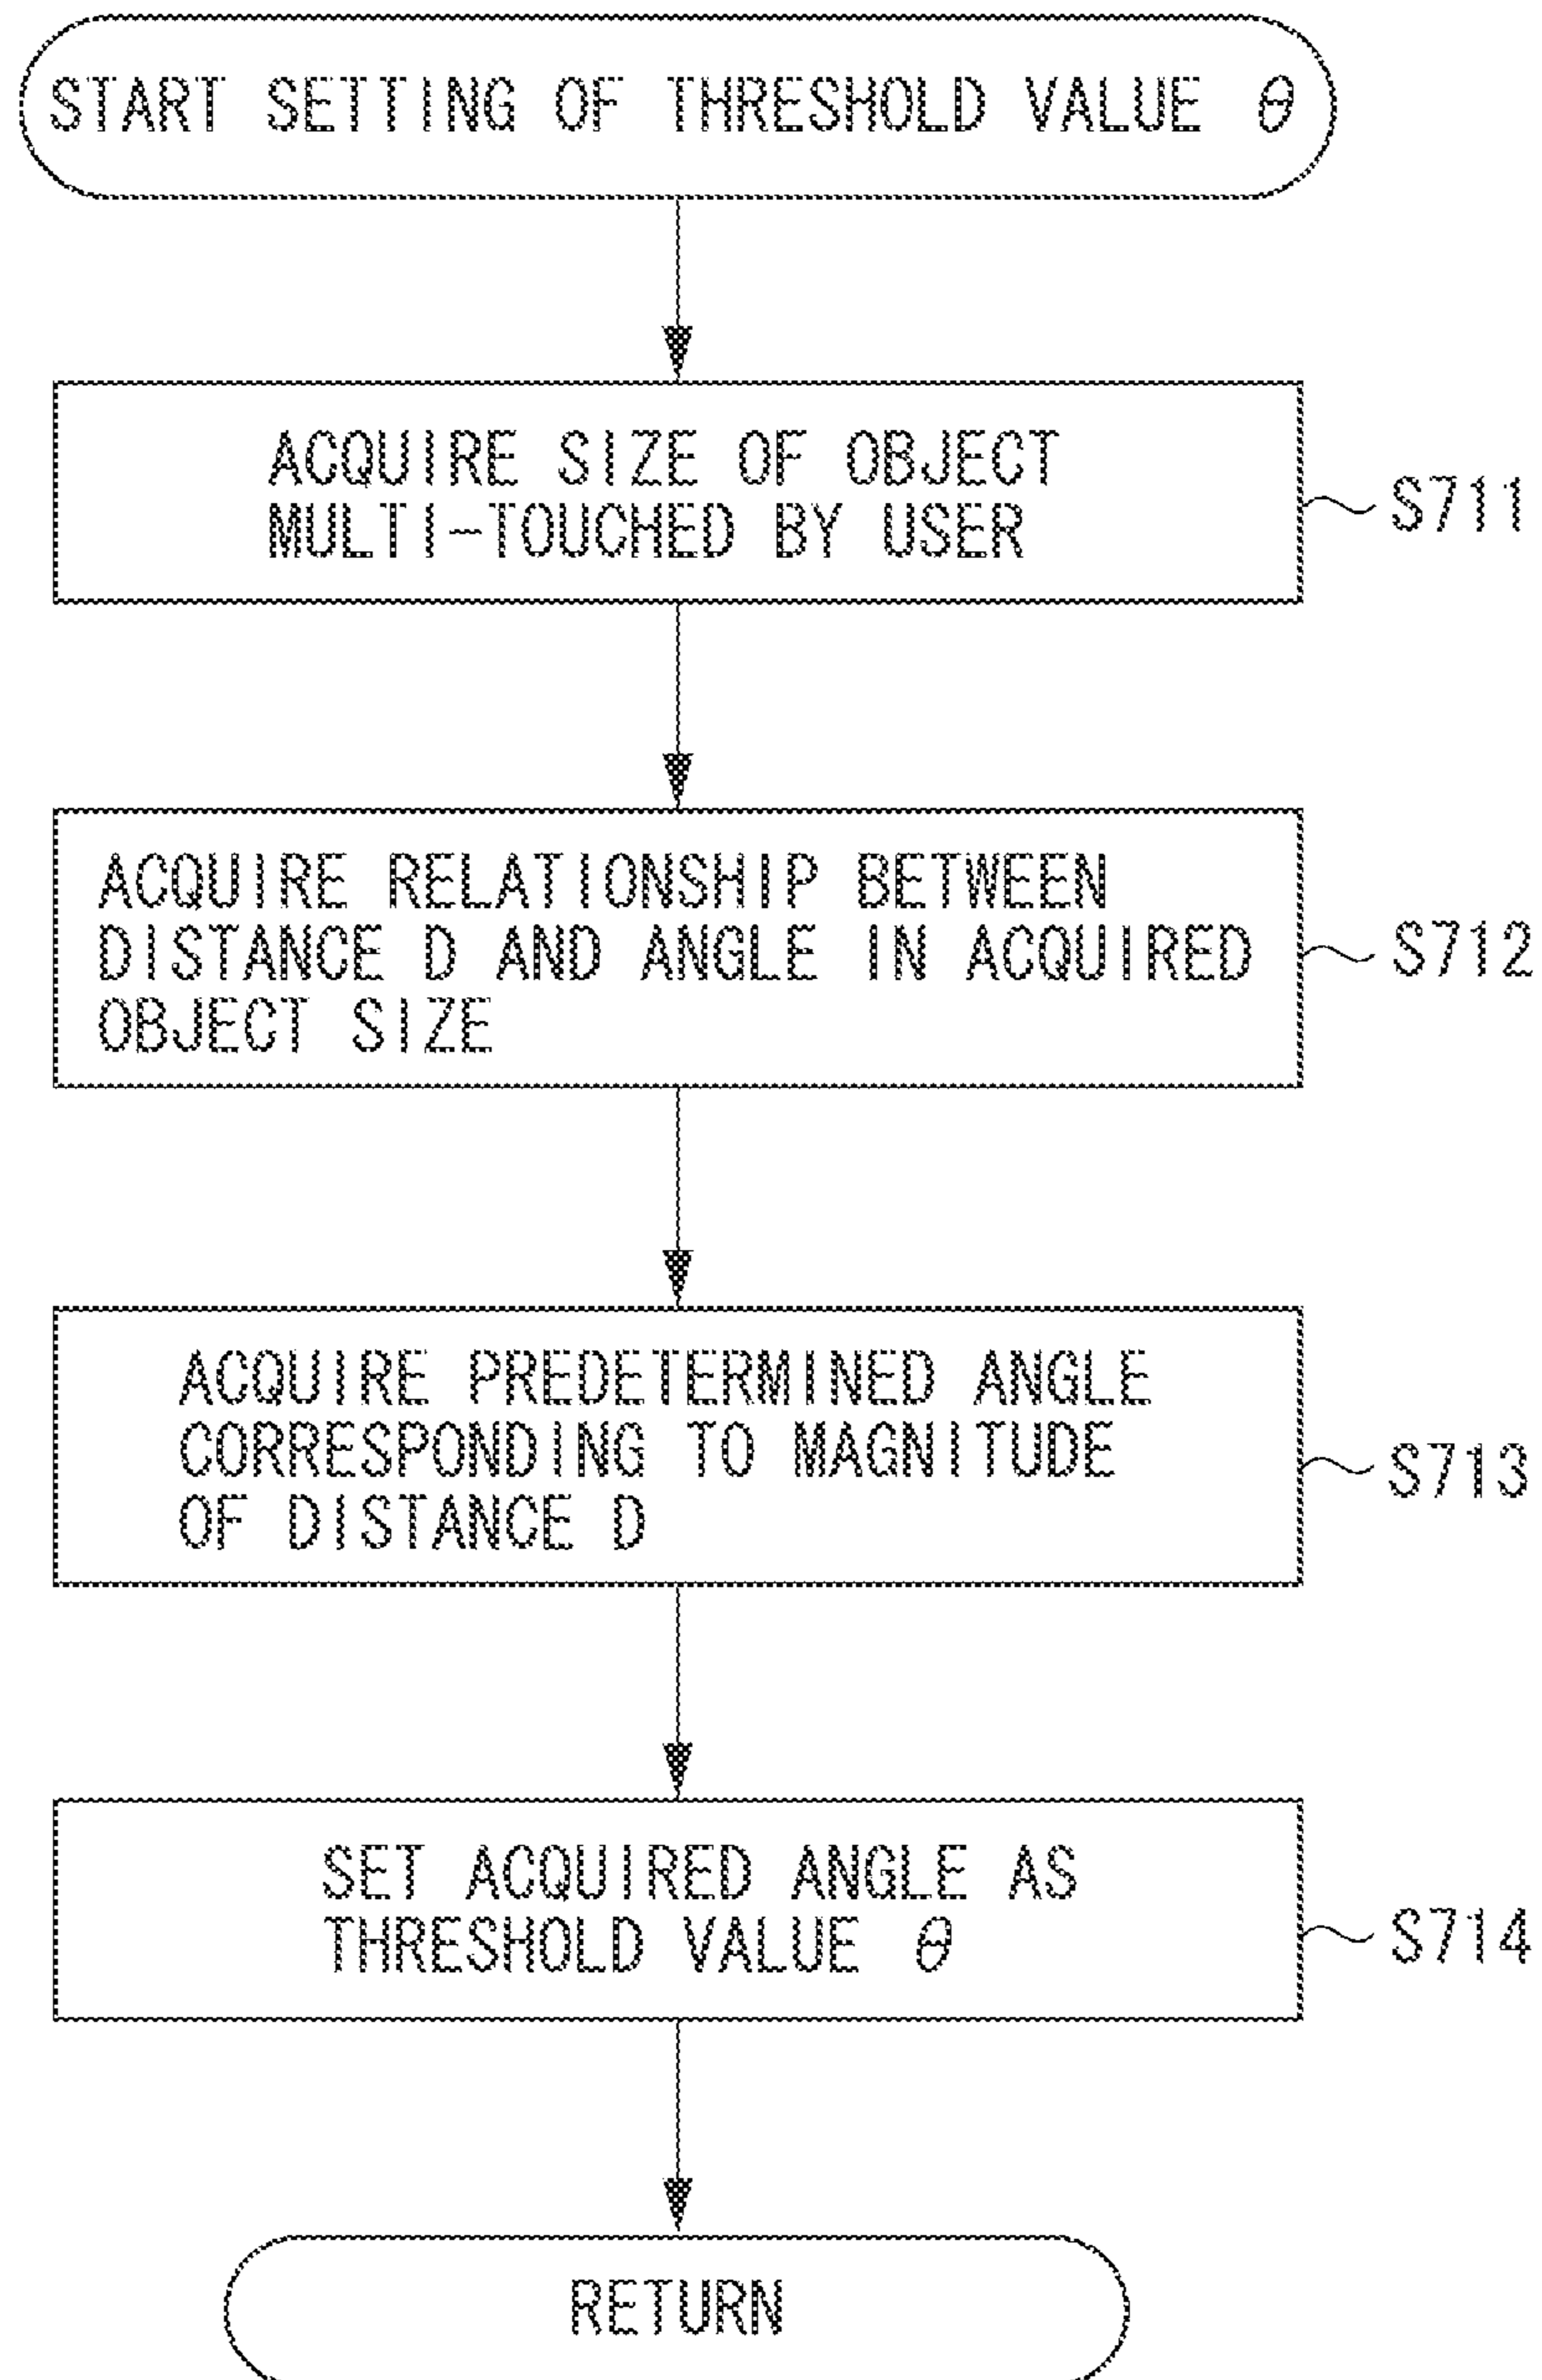 START SETTING OF THRESHOLD VALUE θ
ACQUIRE SIZE OF OBJECT
MULTI-TOUCHED BY USER
S711
ACQUIRE RELATIONSHIP BETWEEN
DISTANCE D AND ANGLE IN ACQUIRED
OBJECT SIZE
S712
ACQUIRE PREDETERMINED ANGLE
CORRESPONDING TO MAGNITUDE
OF DISTANCE D
S713
SET ACQUIRED ANGLE AS
THRESHOLD VALUE θ
S714
RETURN